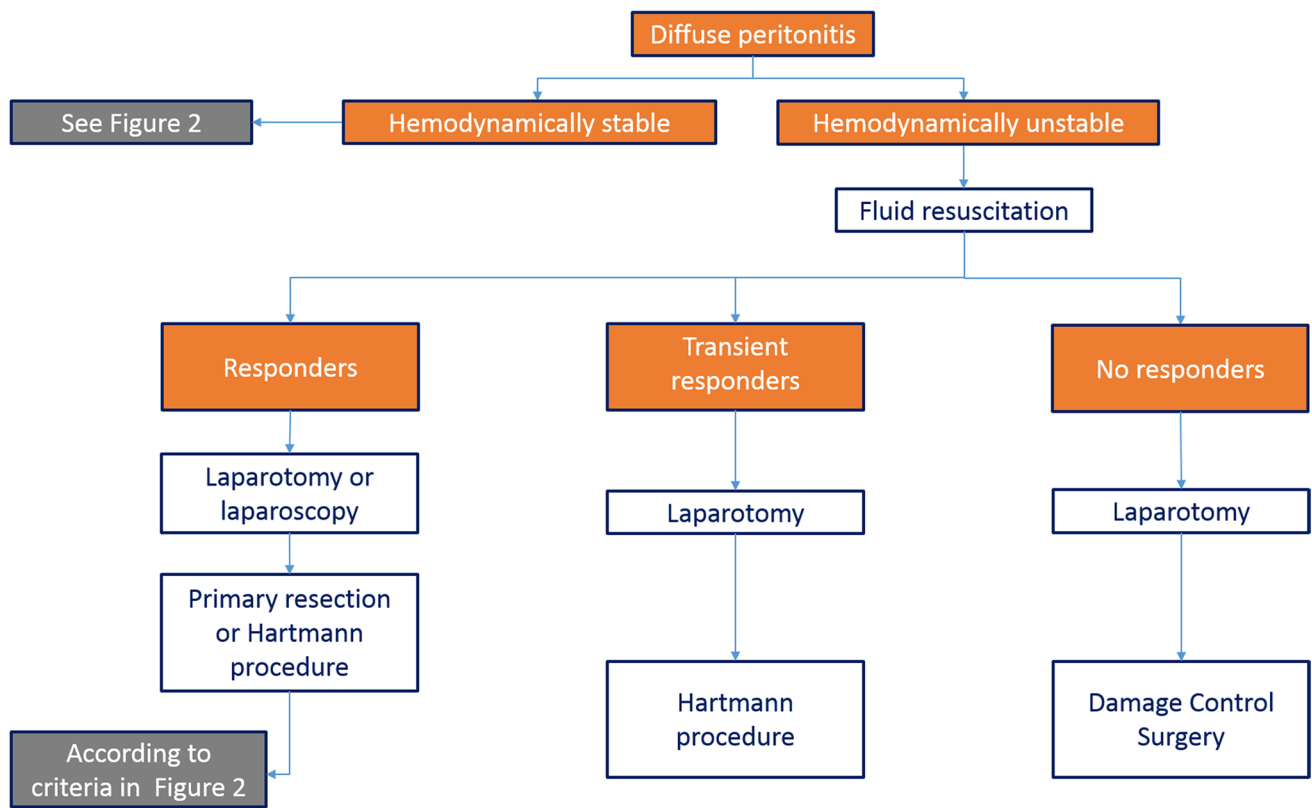 Diffuse peritonitis
See Figure 2
Hemodynamically stable
Hemodynamically unstable
Fluid resuscitation
Responders
Transient
responders
No responders
Laparotomy or
laparoscopy
Laparotomy
Laparotomy
Primary resection
or Hartmann
procedure
Hartmann
procedure
Damage Control
Surgery
According to
criteria in Figure 2